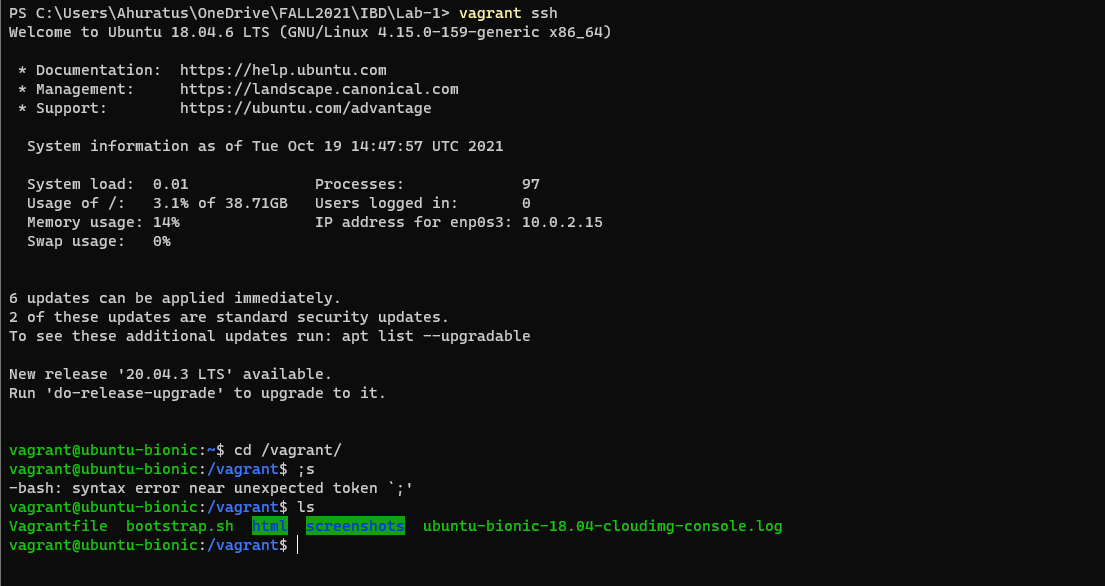 PS C:\Users\Ahuratus\OneDrive\FALL2021\IBD\Lab-1> vagrant ssh
Welcome to Ubuntu 18.04.6 LTS (GNU/Linux 4.15.0-159-generic x86_64)
* Documentation:  https://help.ubuntu.com
* Management:     https://landscape.canonical.com
* Support:        https://ubuntu.com/advantage
System information as of Tue Oct 19 14:47:57 UTC 2021
System load:  0.01              Processes:             97
Usage of /:   3.1% of 38.71GB   Users logged in:       0
Memory usage: 14%               IP address for enp0s3: 10.0.2.15
Swap usage:   0%
6 updates can be applied immediately.
2 of these updates are standard security updates.
To see these additional updates run: apt list --upgradable
New release '20.04.3 LTS' available.
Run 'do-release-upgrade' to upgrade to it.
vagrant@ubuntu-bionic:~$ cd /vagrant/
vagrant@ubuntu-bionic:/vagrant$ ;s
-bash: syntax error near unexpected token `;'
vagrant@ubuntu-bionic:/vagrant$ ls
Vagrantfile  bootstrap.sh  html  screenshots  ubuntu-bionic-18.04-cloudimg-console.log
vagrant@ubuntu-bionic:/vagrant$